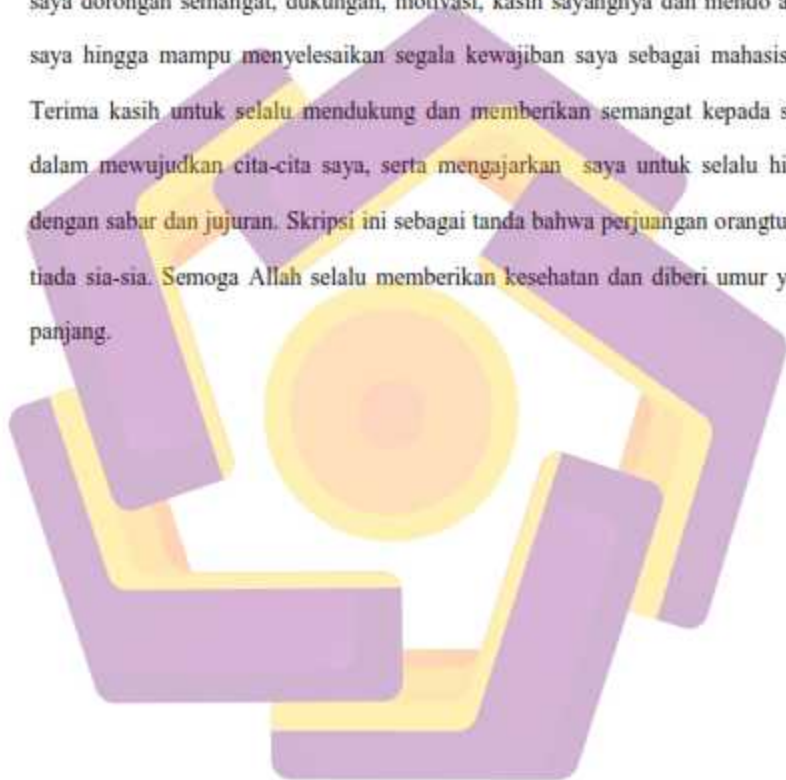 saya dorongan semangat, dukungan, motivasi, kasih sayangnya dan mendo a
saya hingga mampu menyelesaikan segala kewajiban saya sebagai mahasis
Terima kasih untuk selalu mendukung dan memberikan semangat kepada s
dalam mewujudkan cita-cita saya, serta mengajarkan saya untuk selalu hi
dengan sabar dan jujuran. Skripsi ini sebagai tanda bahwa perjuangan orangtu
tiada sia-sia. Semoga Allah selalu memberikan kesehatan dan diberi umur y
panjang.